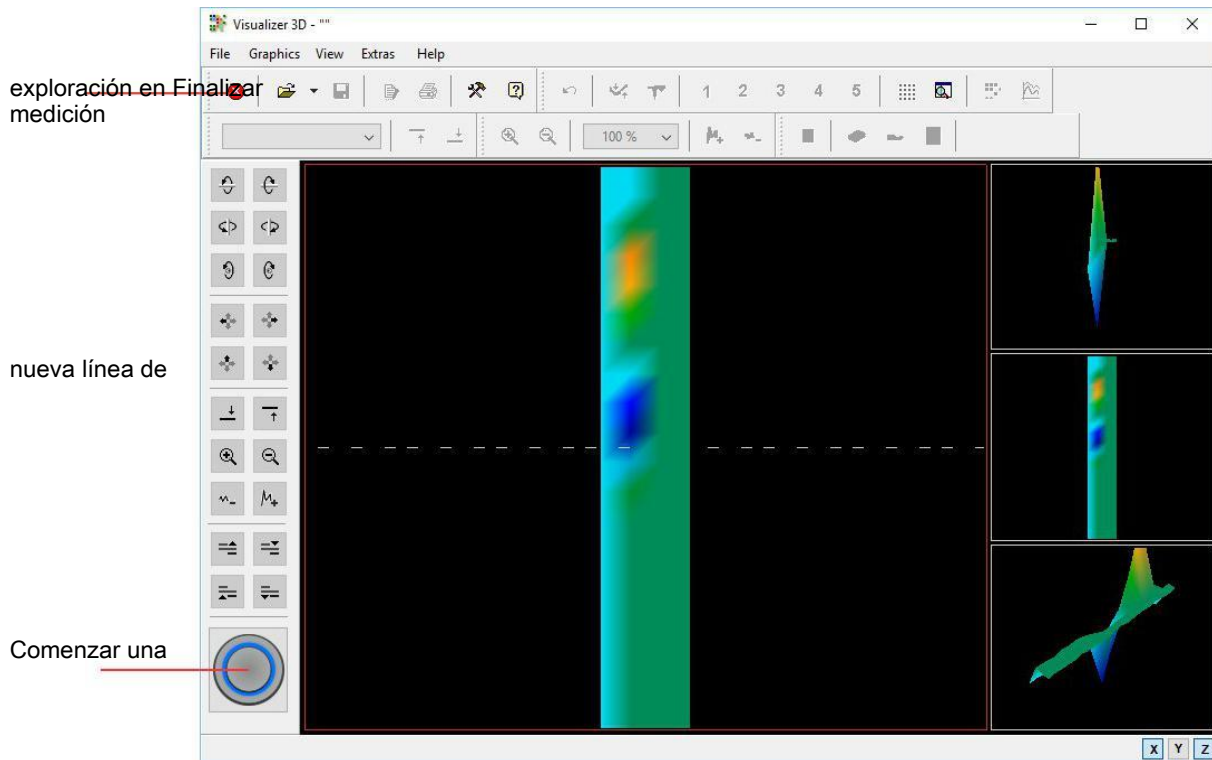 Visualizer 3D - ""
File Graphics View Extras Help
exploración en Finalizar
medición
1 2 3 4 5
100 %
nueva línea de
Comenzar una
X Y Z